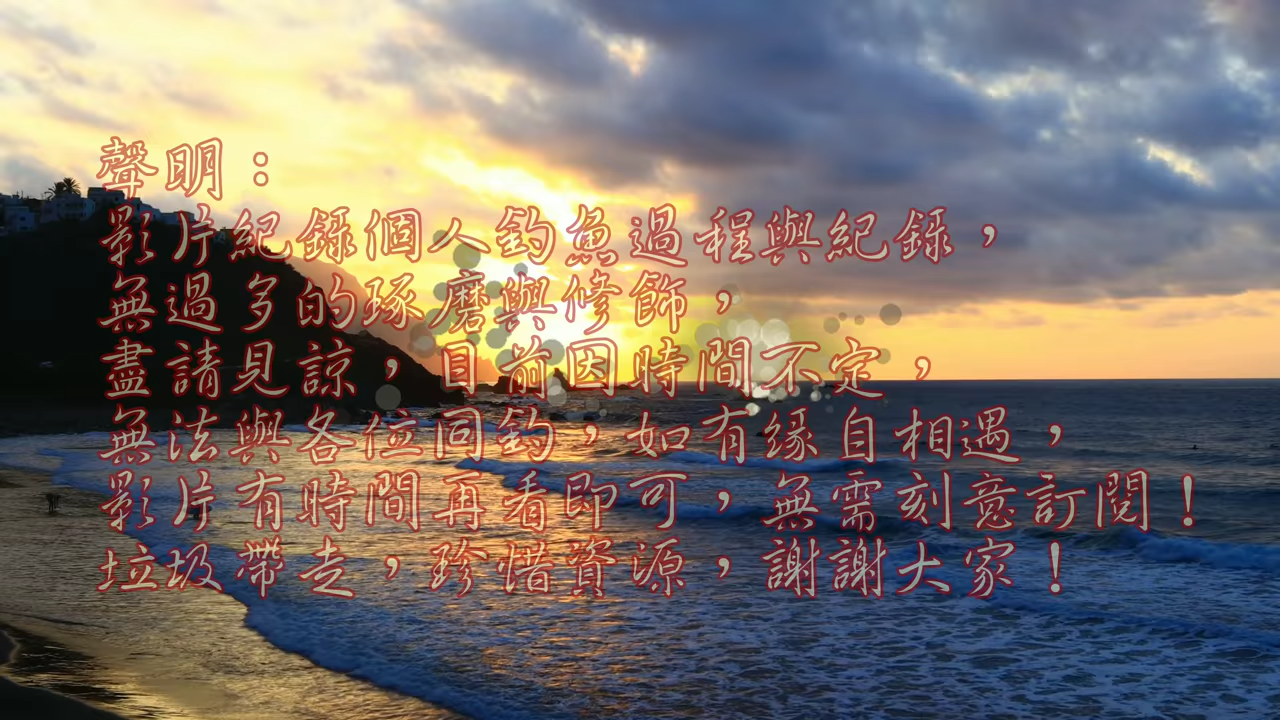 聲明：
影片紀錄個人釣魚過程與紀錄，
無過多的琢磨與修飾，
盡請見諒，目前因時間不定，
無法與各位同釣，如有緣自相遇，
影片有時間再看即可，無需刻意訂閱！
垃圾帶走，珍惜資源，謝謝大家！